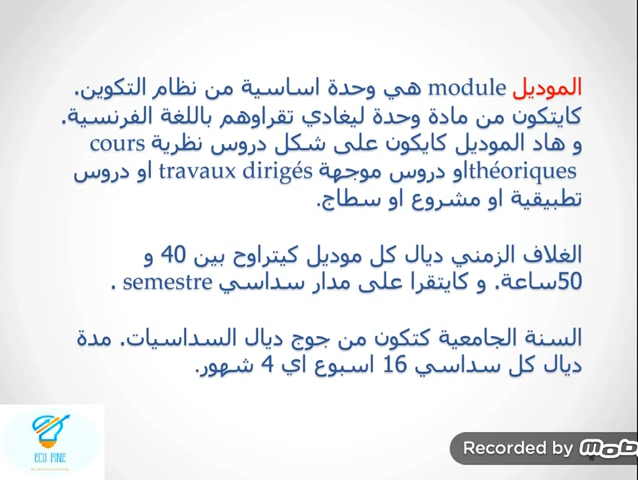 الموديل module هي وحدة اساسية من نظام التكوين.
كايتكون من مادة وحدة ليغادي تقراوهم باللغة الفرنسية.
و هاد الموديل كايكون على شكل دروس نظرية cours
théoriquesاو دروس موجهة travaux dirigés او دروس
تطبيقية او مشروع او سطاج.
الغلاف الزمني ديال كل موديل كيتراوح بين 40 و
50ساعة. و كايتقرا على مدار سداسي semestre .
السنة الجامعية كتكون من جوج ديال السداسيات. مدة
ديال كل سداسي 16 اسبوع اي 4 شهور.
Recorded by